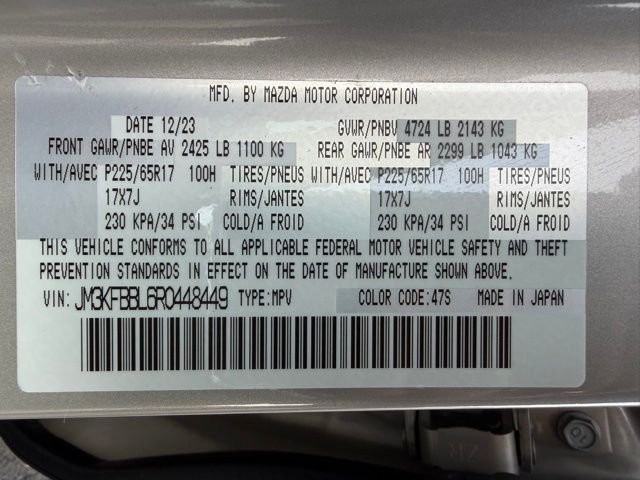 MFD. BY MAZDA MOTOR CORPORATION
DATE 12/23 GVWR/PNBV 4724 LB 2143 KG
FRONT GAWR/PNBE AV 2425 LB 1100 KG REAR GAWR/PNBE AR 2299 LB 1043 KG
WITH/AVEC P225/65R17 100H TIRES/PNEUS WITH/AVEC P225/65R17 100H TIRES/PNEUS
17X7J RIMS/JANTES 17X7J RIMS/JANTES
230 KPA/34 PSI COLD/A FROID 230 KPA/34 PSI COLD/A FROID
THIS VEHICLE CONFORMS TO ALL APPLICABLE FEDERAL MOTOR VEHICLE SAFETY AND THEFT
PREVENTION STANDARDS IN EFFECT ON THE DATE OF MANUFACTURE SHOWN ABOVE.
VIN: JM3KFBBL6R0448449 TYPE:MPV COLOR CODE:47S MADE IN JAPAN
ZR